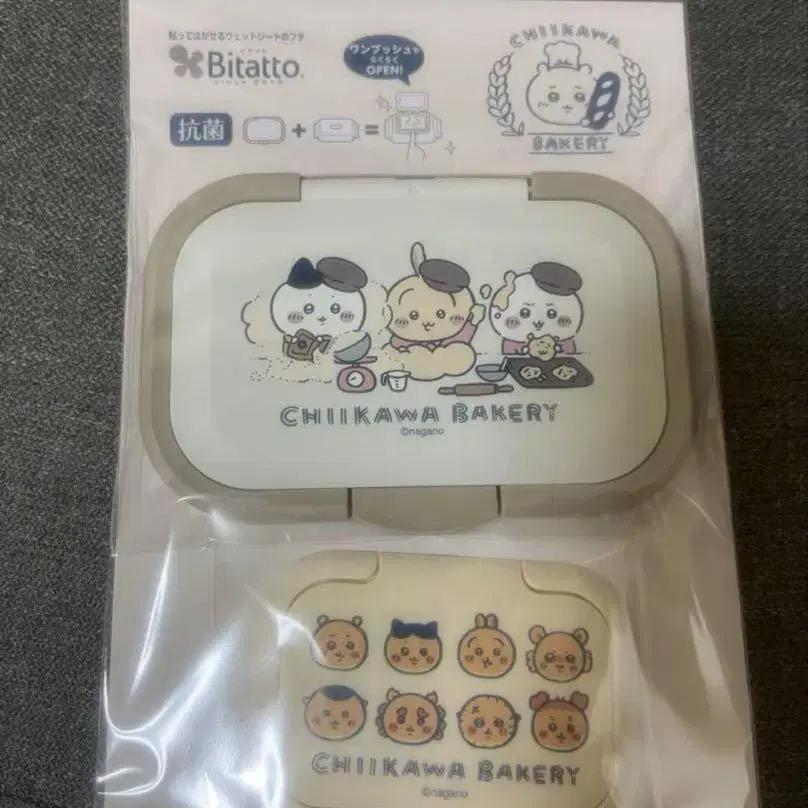 貼ってはがせるウェットシートのフタ
Bitatto
ワンプッシュで
らくらく
OPEN!
CHIIKAWA
BAKERY
抗菌
CHIIKAWA BAKERY
©nagano
CHIIKAWA BAKERY
©nagano